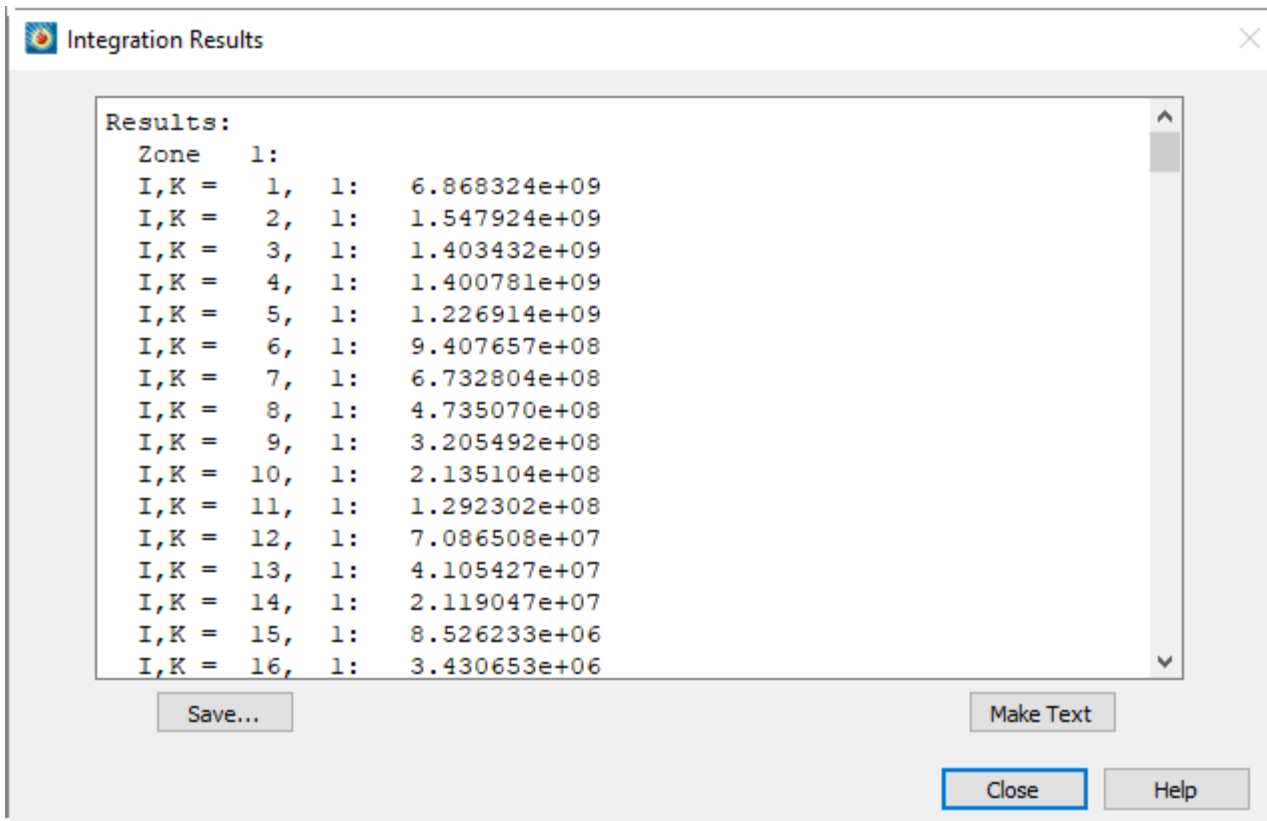 Integration Results
Results:
Zone 1:
I,K = 1, 1: 6.868324e+09
I,K = 2, 1: 1.547924e+09
I,K = 3, 1: 1.403432e+09
I,K = 4, 1: 1.400781e+09
I,K = 5, 1: 1.226914e+09
I,K = 6, 1: 9.407657e+08
I,K = 7, 1: 6.732804e+08
I,K = 8, 1: 4.735070e+08
I,K = 9, 1: 3.205492e+08
I,K = 10, 1: 2.135104e+08
I,K = 11, 1: 1.292302e+08
I,K = 12, 1: 7.086508e+07
I,K = 13, 1: 4.105427e+07
I,K = 14, 1: 2.119047e+07
I,K = 15, 1: 8.526233e+06
I,K = 16, 1: 3.430653e+06
Save... Make Text
Close Help